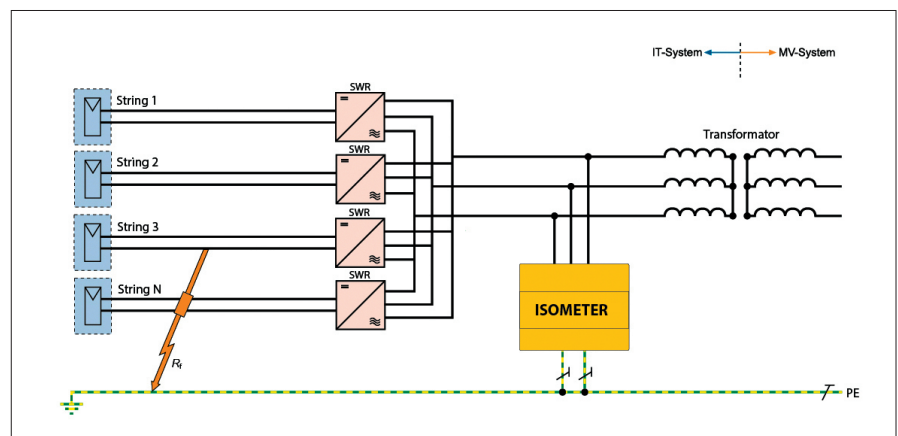 IT-System
MV-System
SWR
String 1
Transformator
SWR
String 2
SWR
String 3
SWR
String N
ISOMETER
Rf
PE